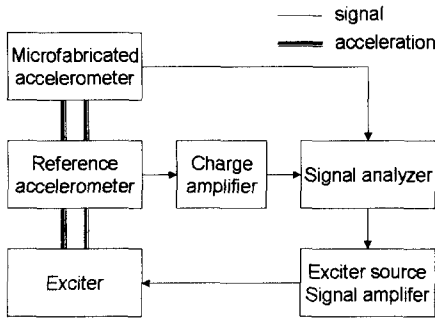 signal
acceleration
Microfabricated
accelerometer
Reference
accelerometer
Charge
amplifier
Signal analyzer
Exciter
Exciter source
Signal amplifer